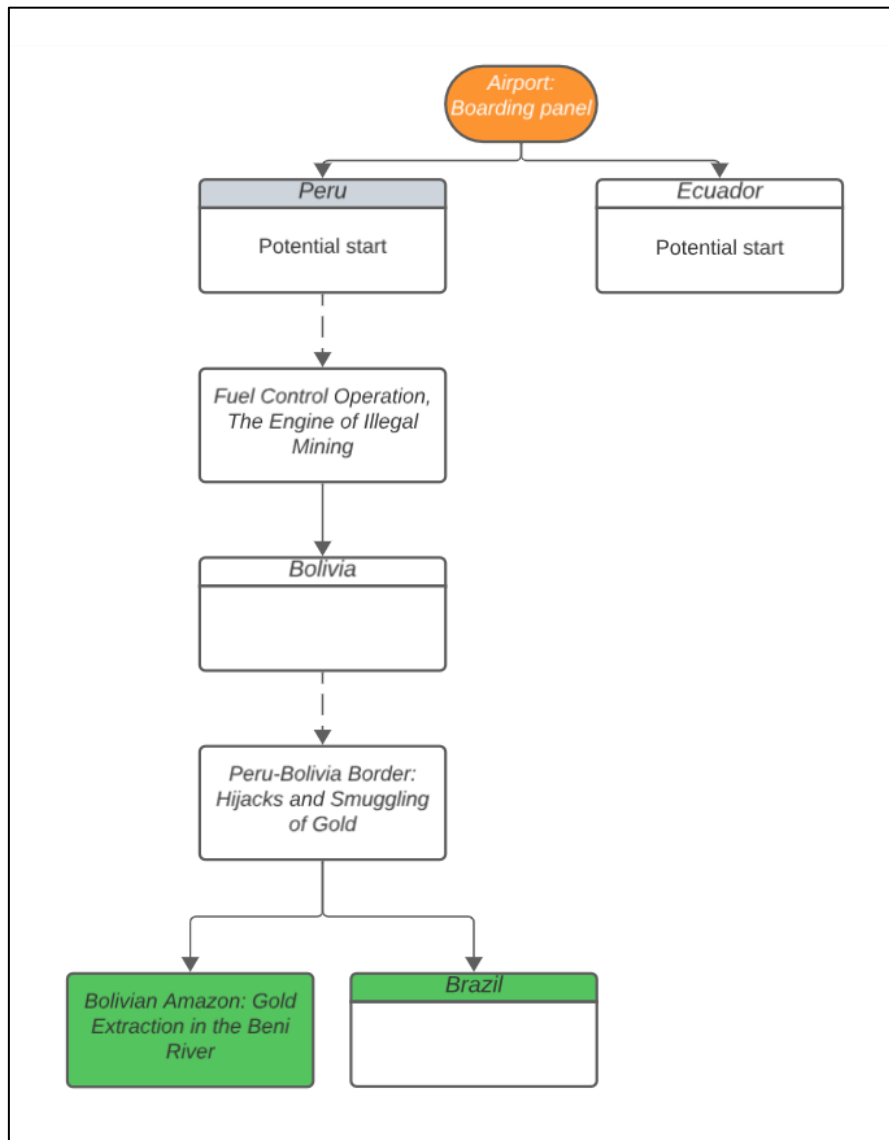 Airport:
Boarding panel
Peru
Potential start
Ecuador
Potential start
Fuel Control Operation,
The Engine of Illegal
Mining
Bolivia
Peru-Bolivia Border:
Hijacks and Smuggling
of Gold
Bolivian Amazon: Gold
Extraction in the Beni
River
Brazil